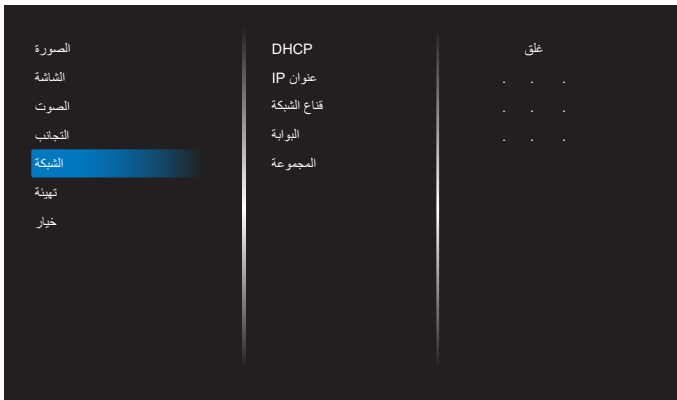 الصورة
الشاشة
الصوت
التجانب
الشبكة
تهيئة
خيار
DHCP
عنوان IP
قناع الشبكة
البوابة
المجموعة
غلق
. . .
. . .
. . .